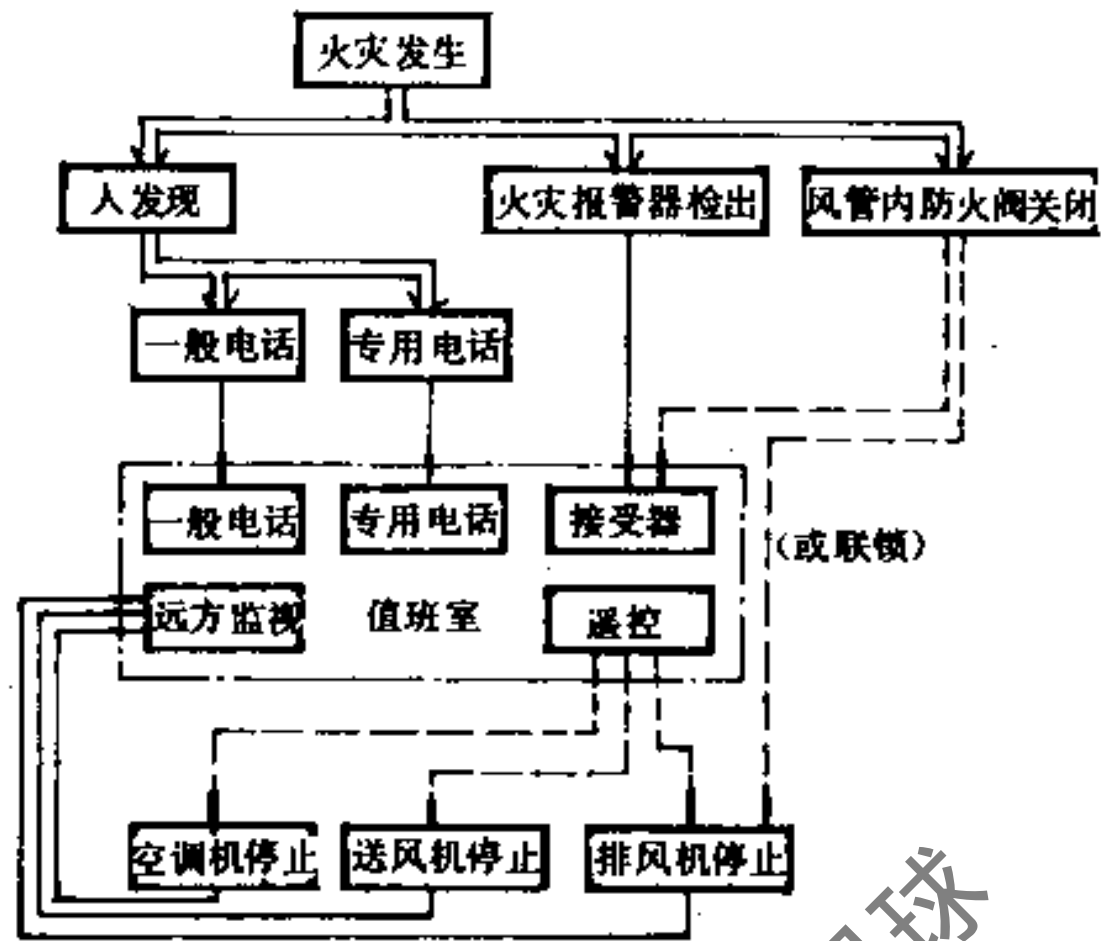 火灾发生
人发现
火灾报警器检出
风管内防火阀关闭
一般电话
专用电话
一般电话
专用电话
接受器
(或联锁)
远方监视
值班室
遥控
空调机停止
送风机停止
排风机停止
球